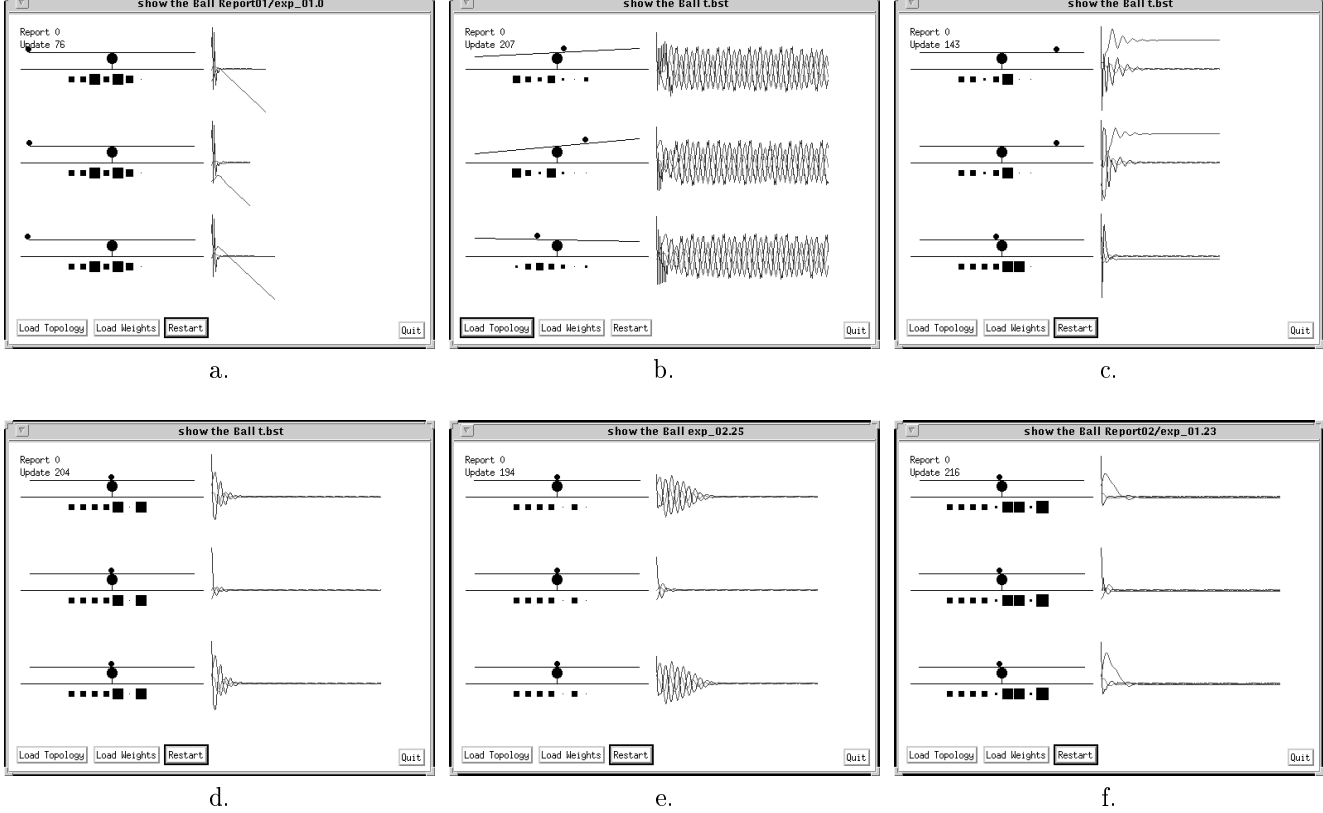 show the Ball Report01/exp_01.0
Report 0
Update 76
Load Topology Load Weights Restart Quit
a.
show the Ball t.bst
Report 0
Update 207
Load Topology Load Weights Restart Quit
b.
show the Ball t.bst
Report 0
Update 143
Load Topology Load Weights Restart Quit
c.
show the Ball t.bst
Report 0
Update 204
Load Topology Load Weights Restart Quit
d.
show the Ball exp_02.25
Report 0
Update 194
Load Topology Load Weights Restart Quit
e.
show the Ball Report02/exp_01.23
Report 0
Update 216
Load Topology Load Weights Restart Quit
f.